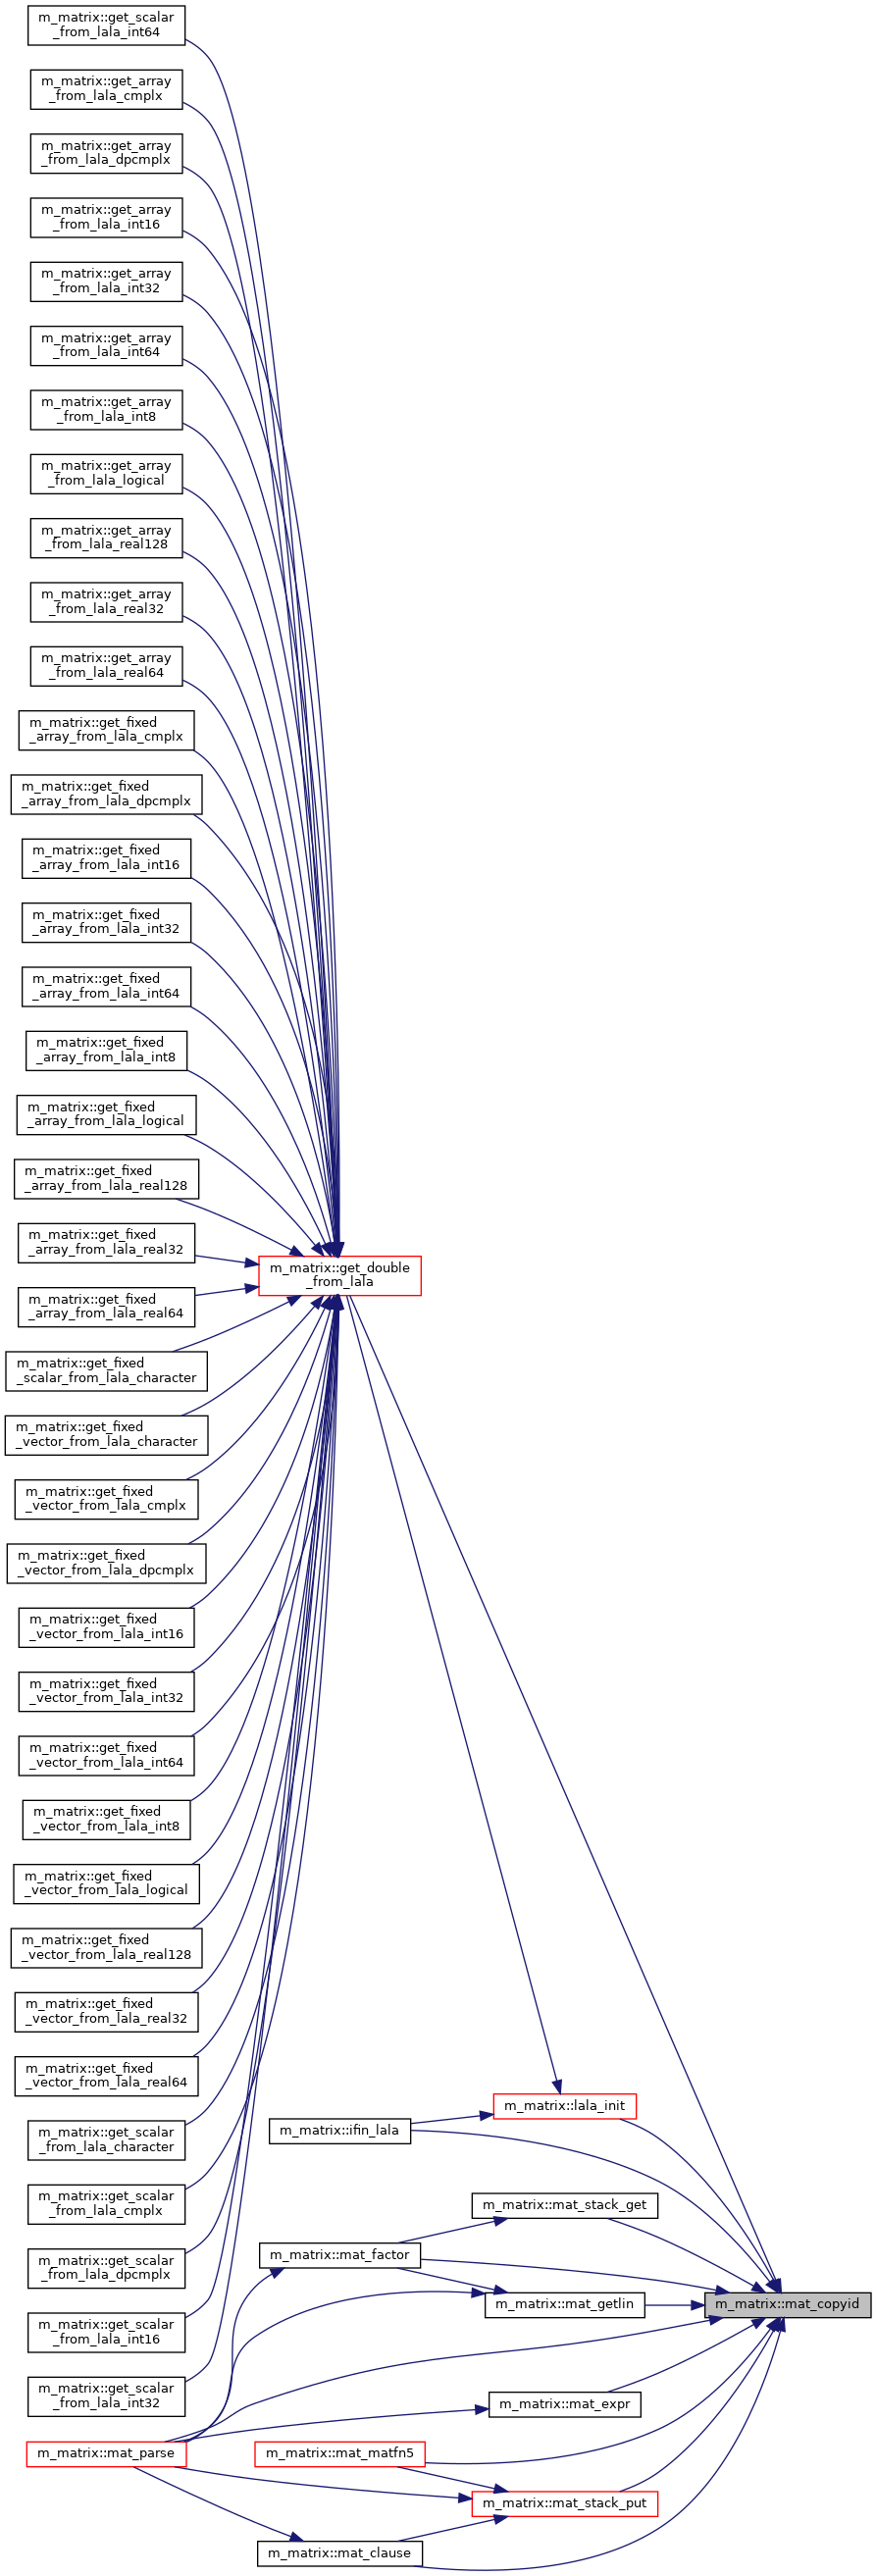 m_matrix::get_scalar
_from_lala_int64
m_matrix::get_array
_from_lala_cmplx
m_matrix::get_array
_from_lala_dpcmplx
m_matrix::get_array
_from_lala_int16
m_matrix::get_array
_from_lala_int32
m_matrix::get_array
_from_lala_int64
m_matrix::get_array
_from_lala_int8
m_matrix::get_array
_from_lala_logical
m_matrix::get_array
_from_lala_real128
m_matrix::get_array
_from_lala_real32
m_matrix::get_array
_from_lala_real64
m_matrix::get_fixed
_array_from_lala_cmplx
m_matrix::get_fixed
_array_from_lala_dpcmplx
m_matrix::get_fixed
_array_from_lala_int16
m_matrix::get_fixed
_array_from_lala_int32
m_matrix::get_fixed
_array_from_lala_int64
m_matrix::get_fixed
_array_from_lala_int8
m_matrix::get_fixed
_array_from_lala_logical
m_matrix::get_fixed
_array_from_lala_real128
m_matrix::get_fixed
_array_from_lala_real32
m_matrix::get_double
_from_lala
m_matrix::get_fixed
_array_from_lala_real64
m_matrix::get_fixed
_scalar_from_lala_character
m_matrix::get_fixed
_vector_from_lala_character
m_matrix::get_fixed
_vector_from_lala_cmplx
m_matrix::get_fixed
_vector_from_lala_dpcmplx
m_matrix::get_fixed
_vector_from_lala_int16
m_matrix::get_fixed
_vector_from_lala_int32
m_matrix::get_fixed
_vector_from_lala_int64
m_matrix::get_fixed
_vector_from_lala_int8
m_matrix::get_fixed
_vector_from_lala_logical
m_matrix::get_fixed
_vector_from_lala_real128
m_matrix::get_fixed
_vector_from_lala_real32
m_matrix::get_fixed
_vector_from_lala_real64
m_matrix::lala_init
m_matrix::ifin_lala
m_matrix::get_scalar
_from_lala_character
m_matrix::get_scalar
_from_lala_cmplx
m_matrix::mat_stack_get
m_matrix::mat_factor
m_matrix::get_scalar
_from_lala_dpcmplx
m_matrix::mat_getlin
m_matrix::mat_copyid
m_matrix::get_scalar
_from_lala_int16
m_matrix::get_scalar
_from_lala_int32
m_matrix::mat_expr
m_matrix::mat_parse
m_matrix::mat_matfn5
m_matrix::mat_stack_put
m_matrix::mat_clause